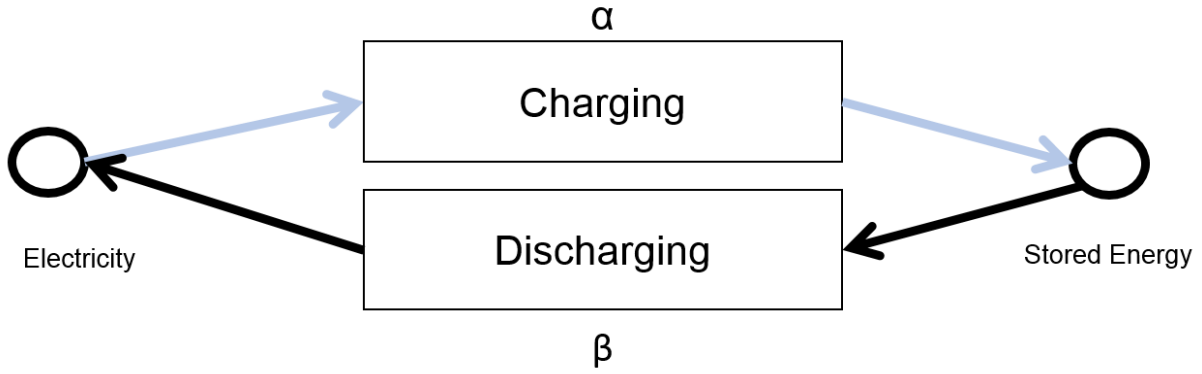 α
Charging
Electricity
Discharging
Stored Energy
β